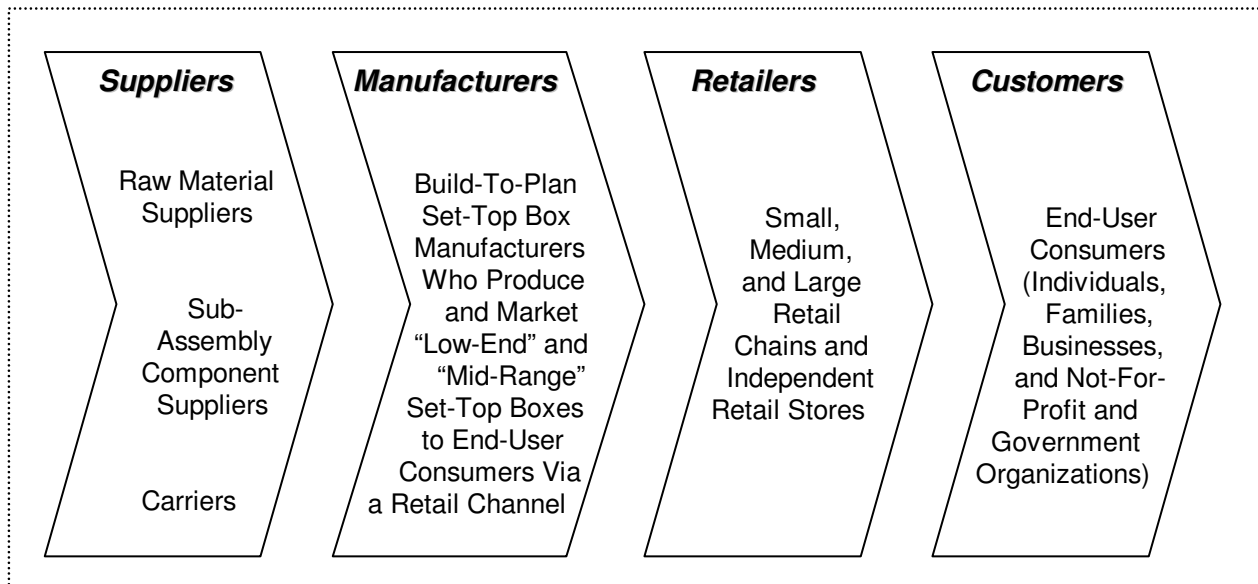 Suppliers
Raw Material
Suppliers
Sub-
Assembly
Component
Suppliers
Carriers
Manufacturers
Build-To-Plan
Set-Top Box
Manufacturers
Who Produce
and Market
“Low-End” and
“Mid-Range”
Set-Top Boxes
to End-User
Consumers Via
a Retail Channel
Retailers
Small,
Medium,
and Large
Retail
Chains and
Independent
Retail Stores
Customers
End-User
Consumers
(Individuals,
Families,
Businesses,
and Not-For-
Profit and
Government
Organizations)